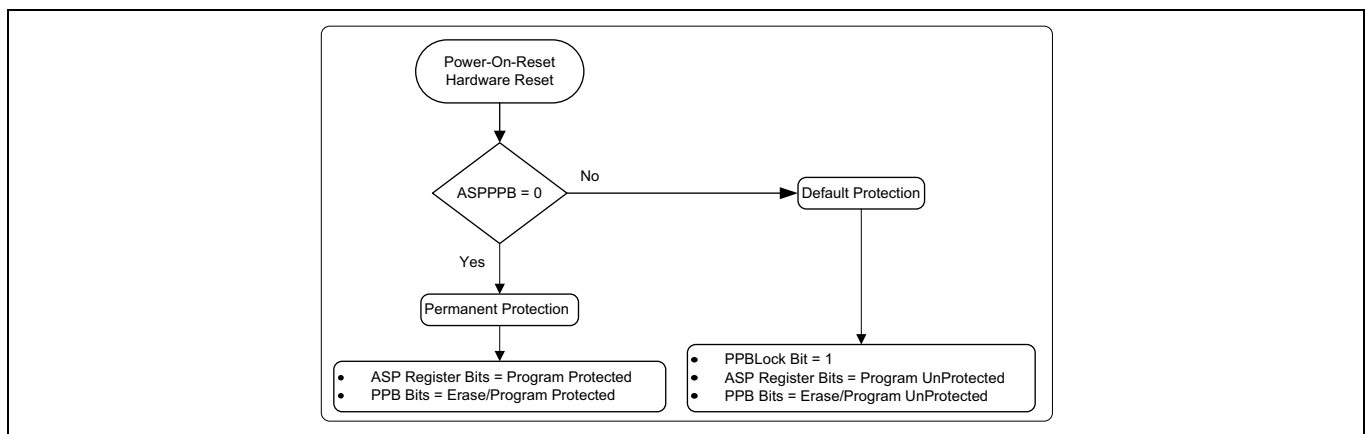 Power-On-Reset
Hardware Reset
ASPPPB = 0
No
Default Protection
Yes
Permanent Protection
• ASP Register Bits = Program Protected
• PPB Bits = Erase/Program Protected
• PPBLock Bit = 1
• ASP Register Bits = Program UnProtected
• PPB Bits = Erase/Program UnProtected